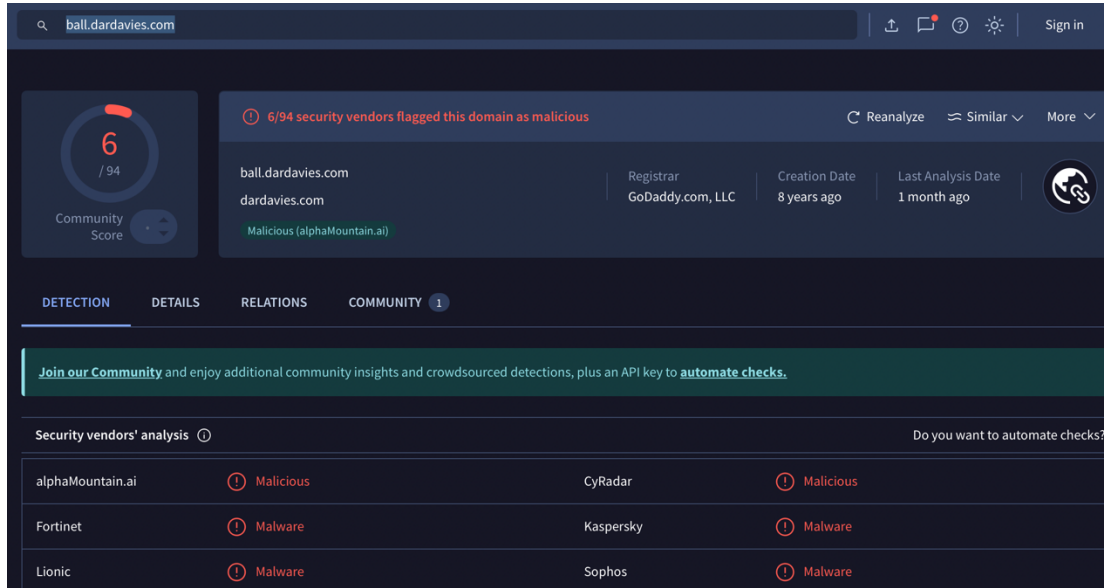 ball.dardavies.com
Sign in
6
/ 94
Community
Score
6/94 security vendors flagged this domain as malicious
Reanalyze
Similar
More
ball.dardavies.com
dardavies.com
Malicious (alphaMountain.ai)
Registrar
GoDaddy.com, LLC
Creation Date
8 years ago
Last Analysis Date
1 month ago
DETECTION DETAILS RELATIONS COMMUNITY 1
Join our Community and enjoy additional community insights and crowdsourced detections, plus an API key to automate checks.
Security vendors' analysis
Do you want to automate checks?
alphaMountain.ai Malicious CyRadar Malicious
Fortinet Malware Kaspersky Malware
Lionic Malware Sophos Malware